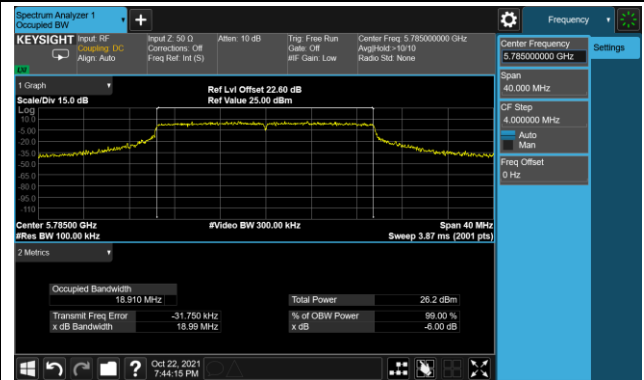 Spectrum Analyzer 1
Occupied BW
Frequency
KEYSIGHT
Input: RF
Coupling: DC
Align: Auto
Input Z: 50 Ω
Corrections: Off
Freq Ref: Int (S)
Atten: 10 dB
Trig: Free Run
Gate: Off
#IF Gain: Low
Center Freq: 5.785000000 GHz
Avg|Hold:>10/10
Radio Std: None
Center Frequency
5.785000000 GHz
Settings
Span
40.000 MHz
CF Step
4.000000 MHz
Auto
Man
Freq Offset
0 Hz
1 Graph
Scale/Div 15.0 dB
Ref Lvl Offset 22.60 dB
Ref Value 25.00 dBm
Log
10.0
-5.00
-20.0
-35.0
-50.0
-65.0
-80.0
-95.0
-110
Center 5.78500 GHz
#Res BW 100.00 kHz
#Video BW 300.00 kHz
Span 40 MHz
Sweep 3.87 ms (2001 pts)
2 Metrics
Occupied Bandwidth
18.910 MHz
Total Power 26.2 dBm
Transmit Freq Error -31.750 kHz
% of OBW Power 99.00 %
x dB Bandwidth 18.99 MHz
x dB -6.00 dB
?
Oct 22, 2021
7:44:15 PM